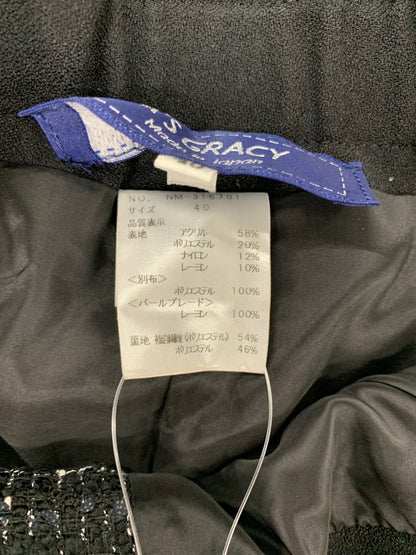 'S GRACY
Made in Japan
NO. NM-316701
サイズ 40
品質表示
表地 アクリル 58%
ポリエステル 20%
ナイロン 12%
レーヨン 10%
<別布>
ポリエステル 100%
<パールブレード>
レーヨン 100%
裏地 複合繊維(ポリエステル) 54%
ポリエステル 46%